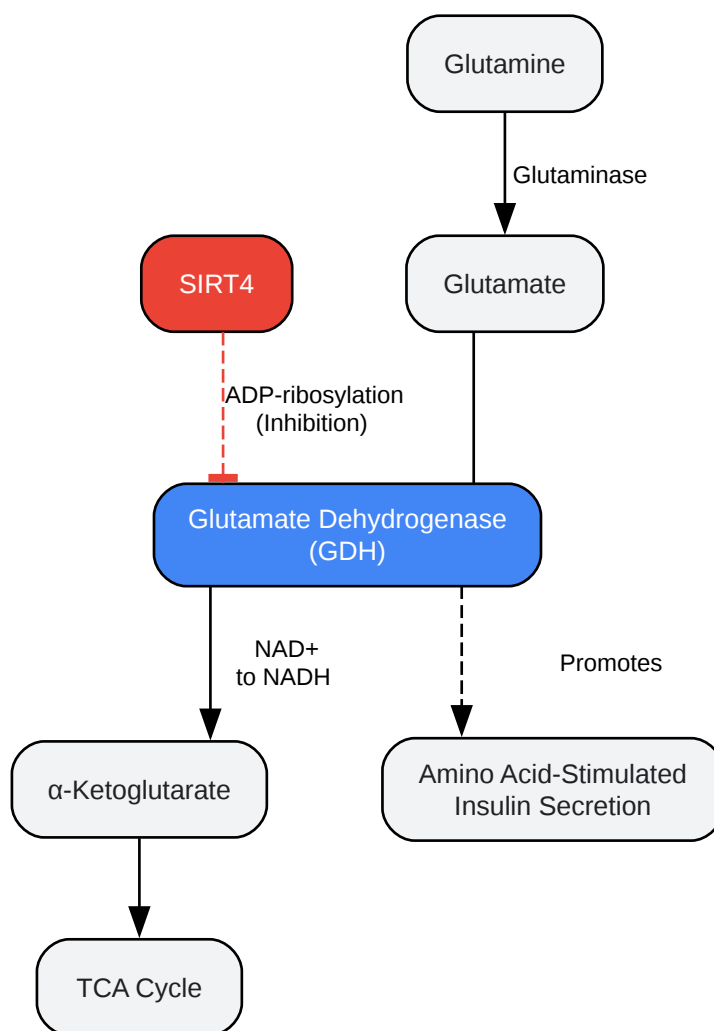 Glutamine
Glutaminase
SIRT4
Glutamate
ADP-ribosylation
(Inhibition)
Glutamate Dehydrogenase
(GDH)
NAD+
to NADH
Promotes
α-Ketoglutarate
Amino Acid-Stimulated
Insulin Secretion
TCA Cycle